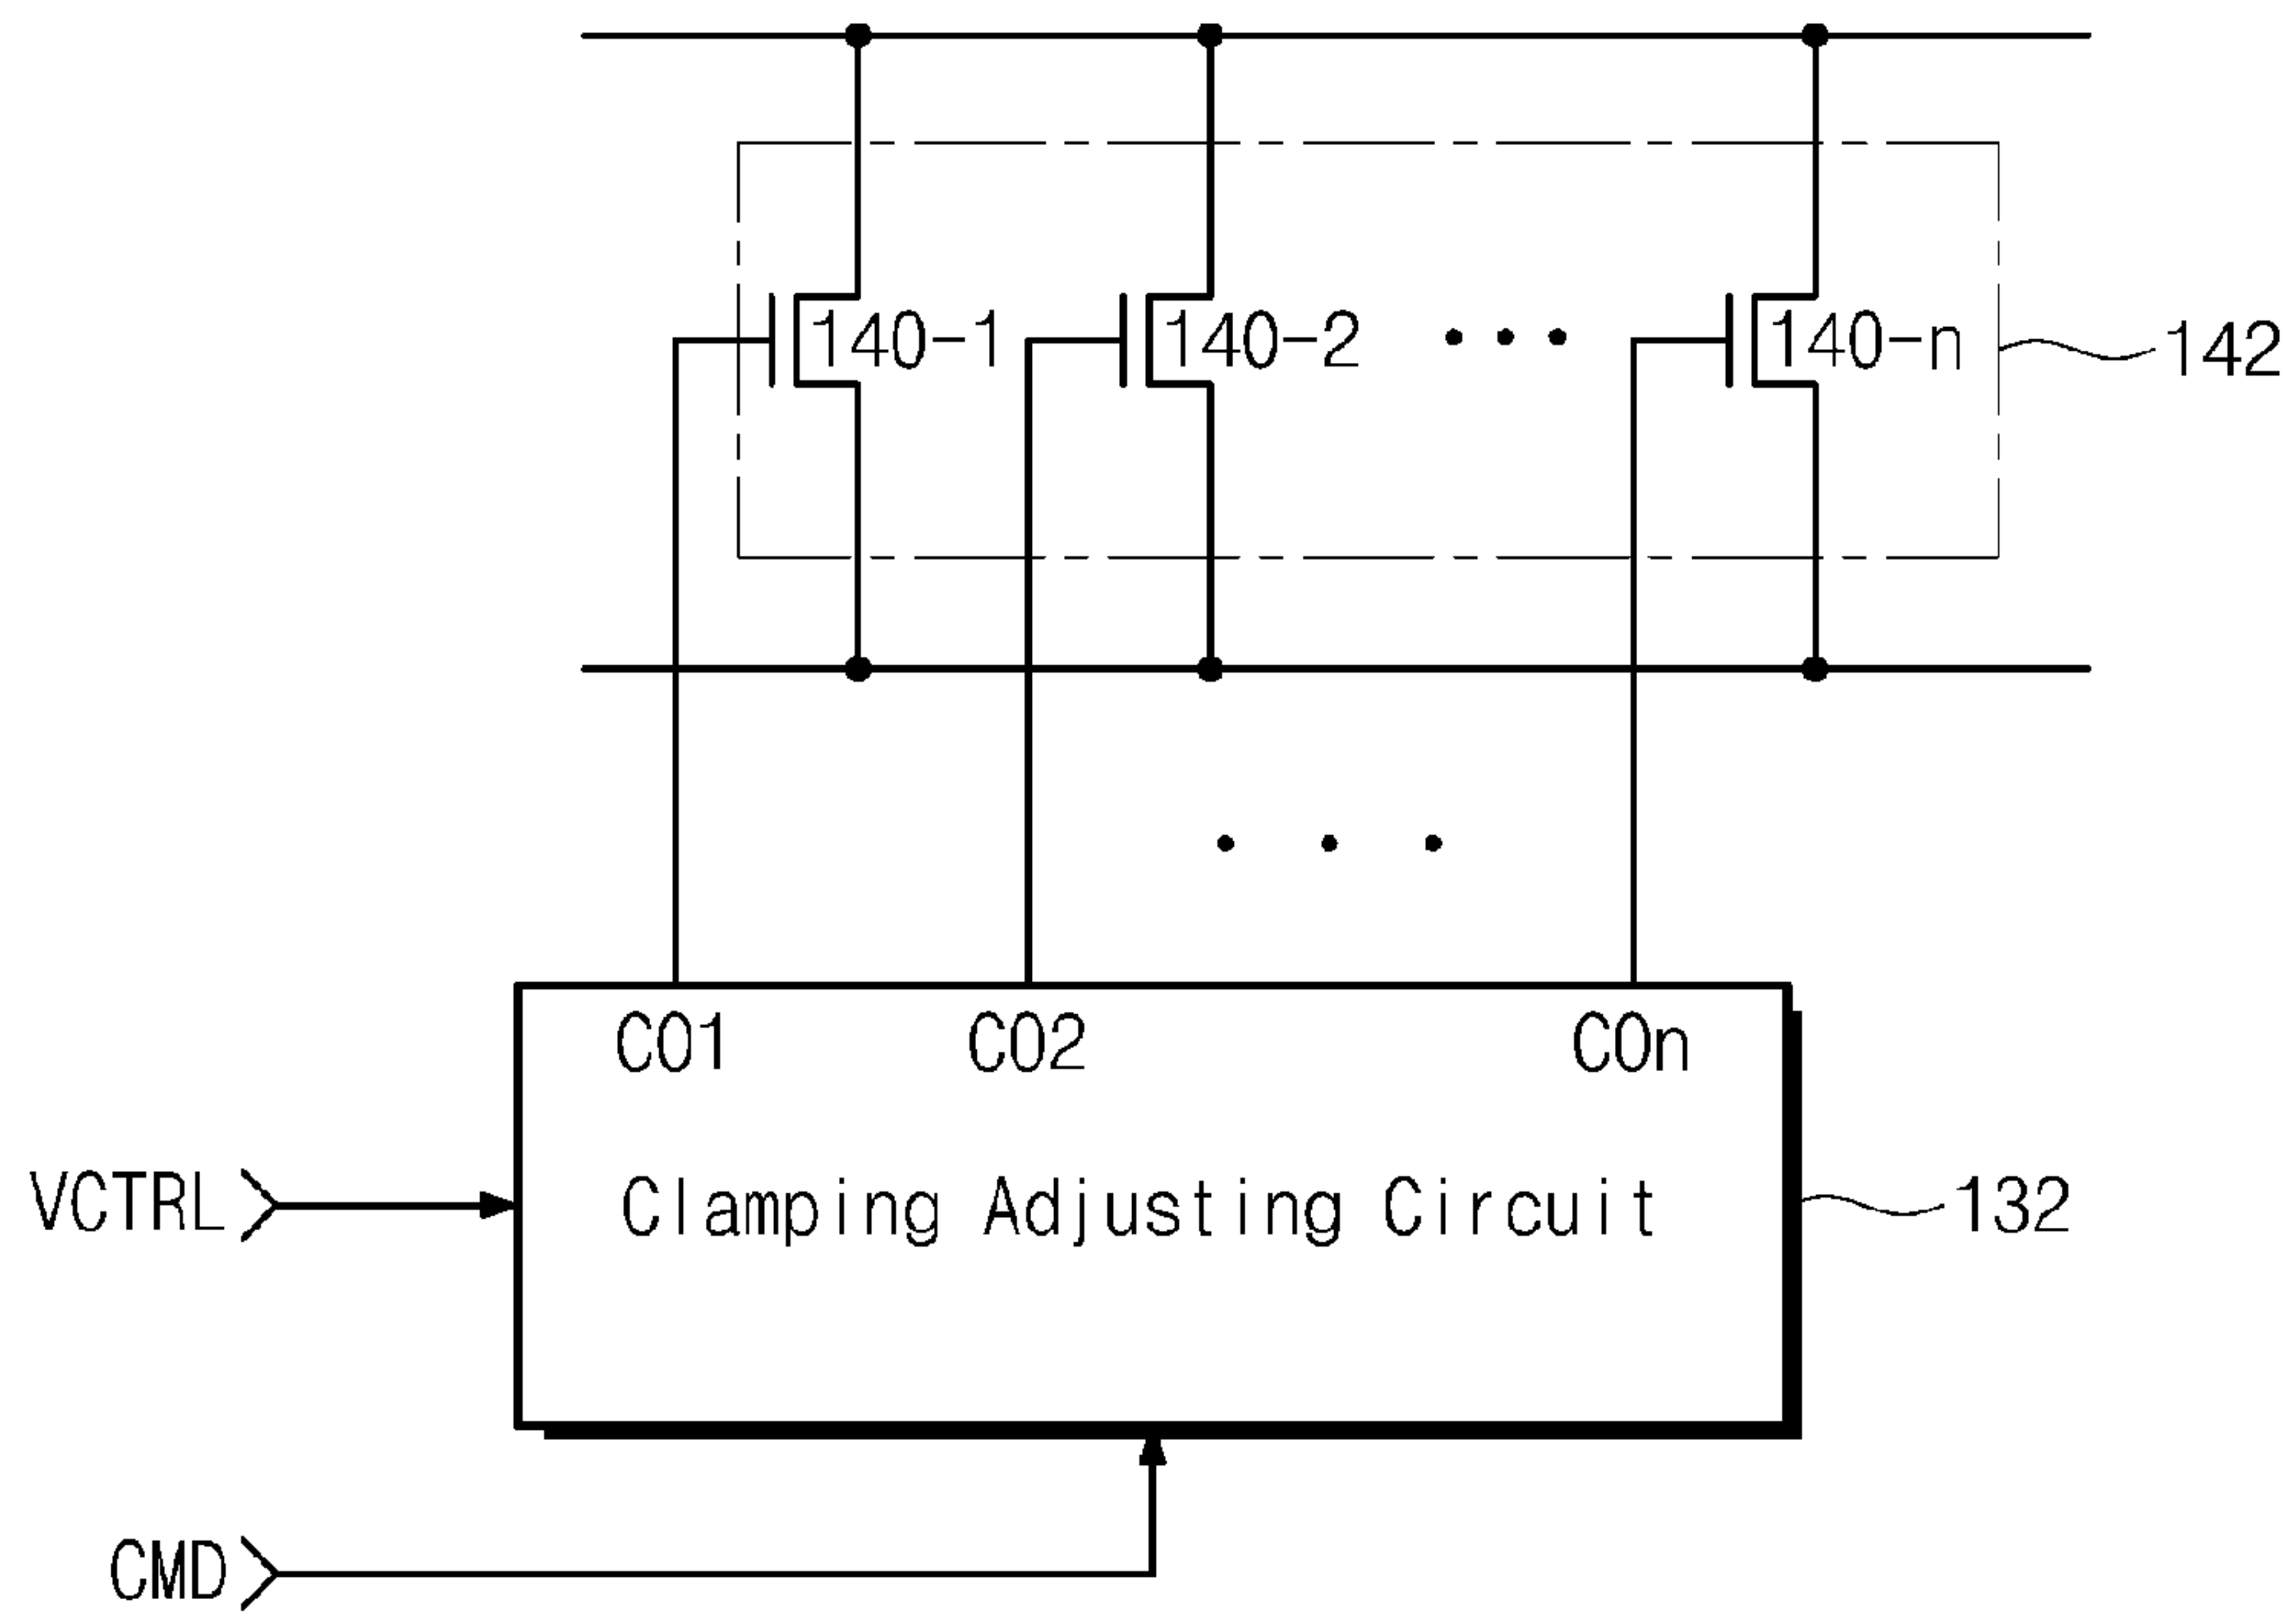 140-1 140-2 ••• 140-n 142
• • •
CO1 CO2 COn
VCTRL Clamping Adjusting Circuit 132
CMD